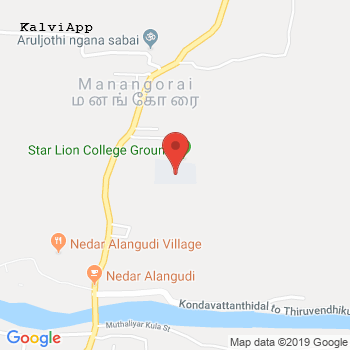 KalviApp
Aruljothi ngana sabai
Manangorai
மனங்கோரை
Star Lion College Groun
Nedar Alangudi Village
Nedar Alangudi
Kondavattanthidal to Thiruvendhiku
Muthaliyar Kula St
Google
Map data ©2019 Google